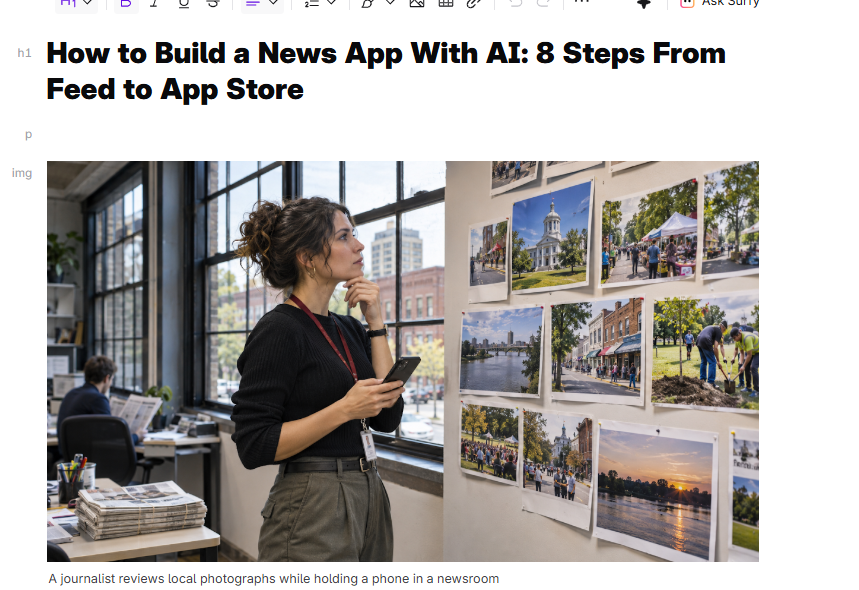 H1
B
I
U
S
Ask Surfy
h1
How to Build a News App With AI: 8 Steps From
Feed to App Store
p
img
A journalist reviews local photographs while holding a phone in a newsroom